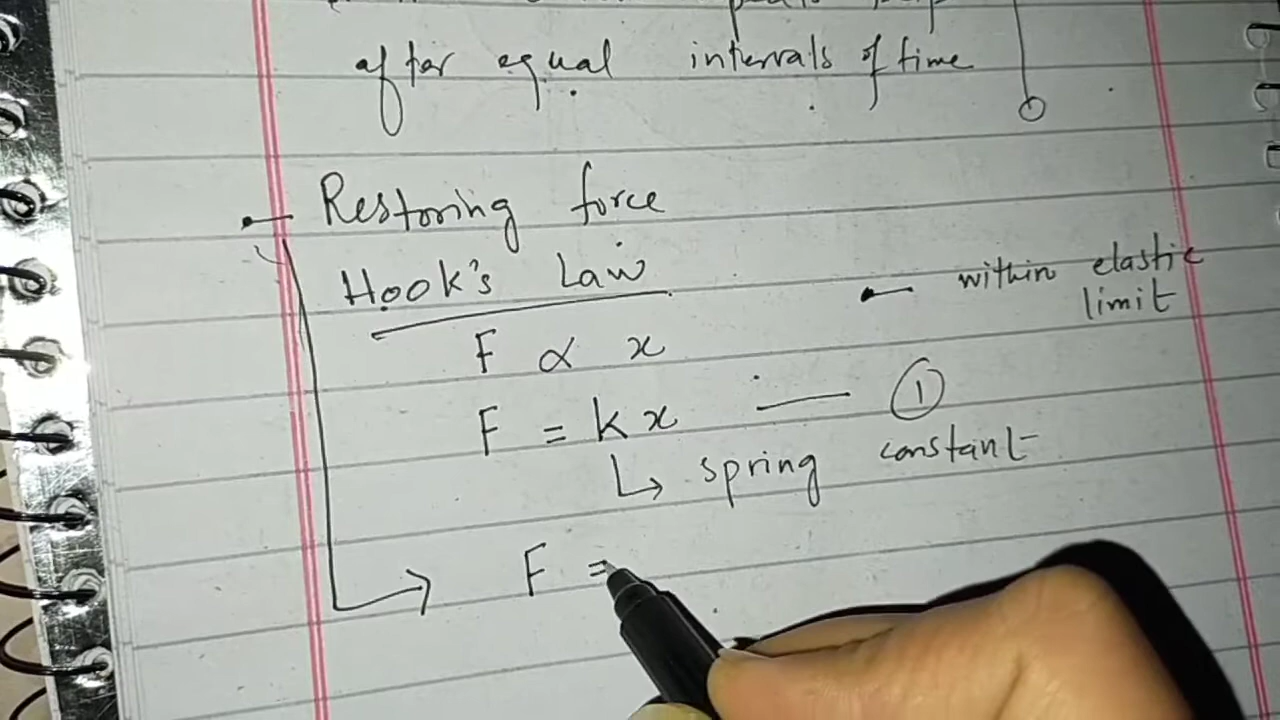 after equal intervals of time
Restoring force
Hook's Law
within elastic
limit
F ∝ x
F = kx — ①
↳ spring constant
F =